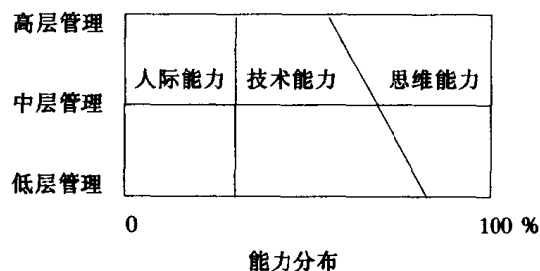 高层管理
人际能力 技术能力 思维能力
中层管理
低层管理
0 100 %
能力分布